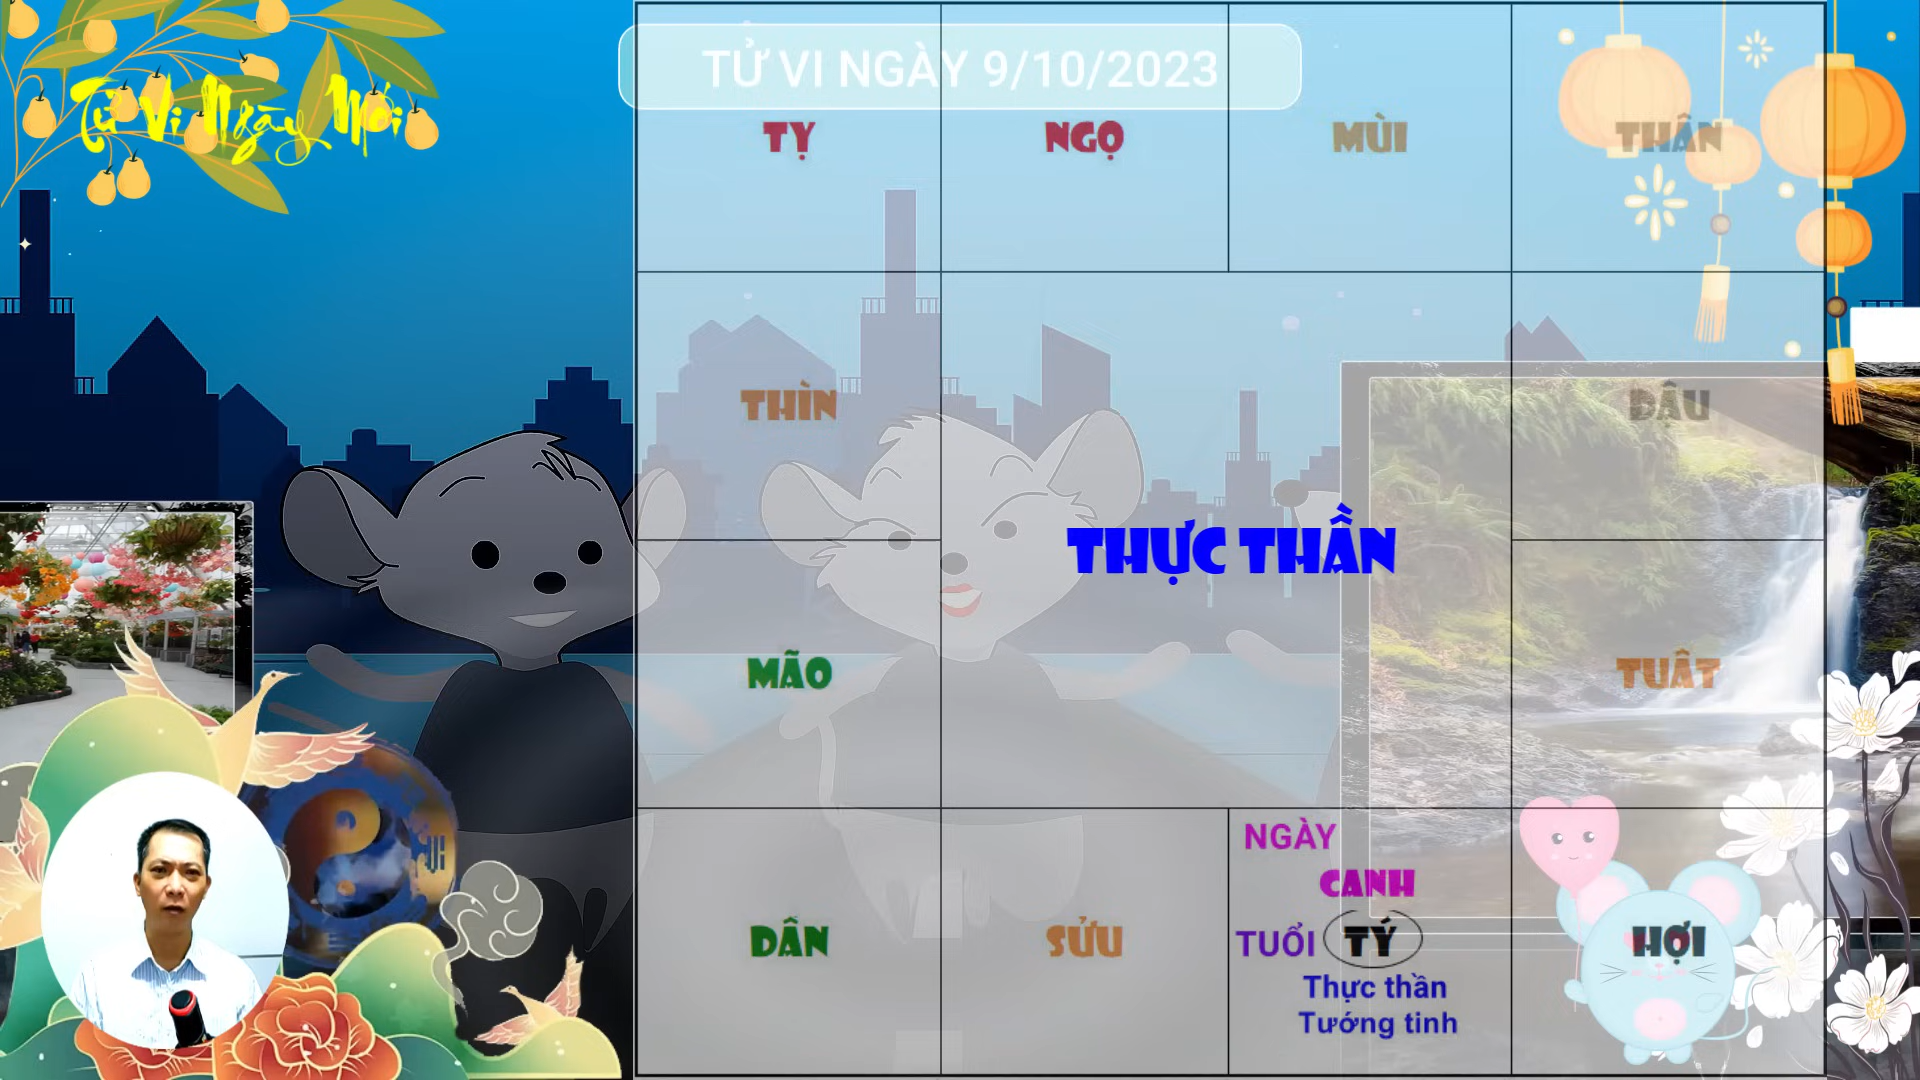 Tử Vi Ngày Mới
TỬ VI NGÀY 9/10/2023
TỴ
NGỌ
MÙI
THÂN
THÌN
DẬU
THỰC THẦN
MÃO
TUẤT
NGÀY
CANH
DẦN
SỬU
TUỔI TÝ
HỢI
Thực thần
Tướng tinh